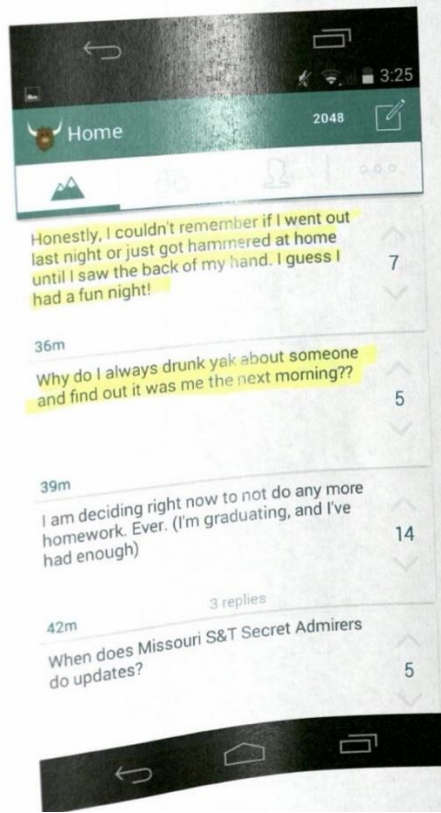 3:25
Home
2048
Honestly, I couldn't remember if I went out
last night or just got hammered at home
until I saw the back of my hand. I guess I
had a fun night!
7
36m
Why do I always drunk yak about someone
and find out it was me the next morning??
5
39m
I am deciding right now to not do any more
homework. Ever. (I'm graduating, and I've
had enough)
14
42m
3 replies
When does Missouri S&T Secret Admirers
do updates?
5